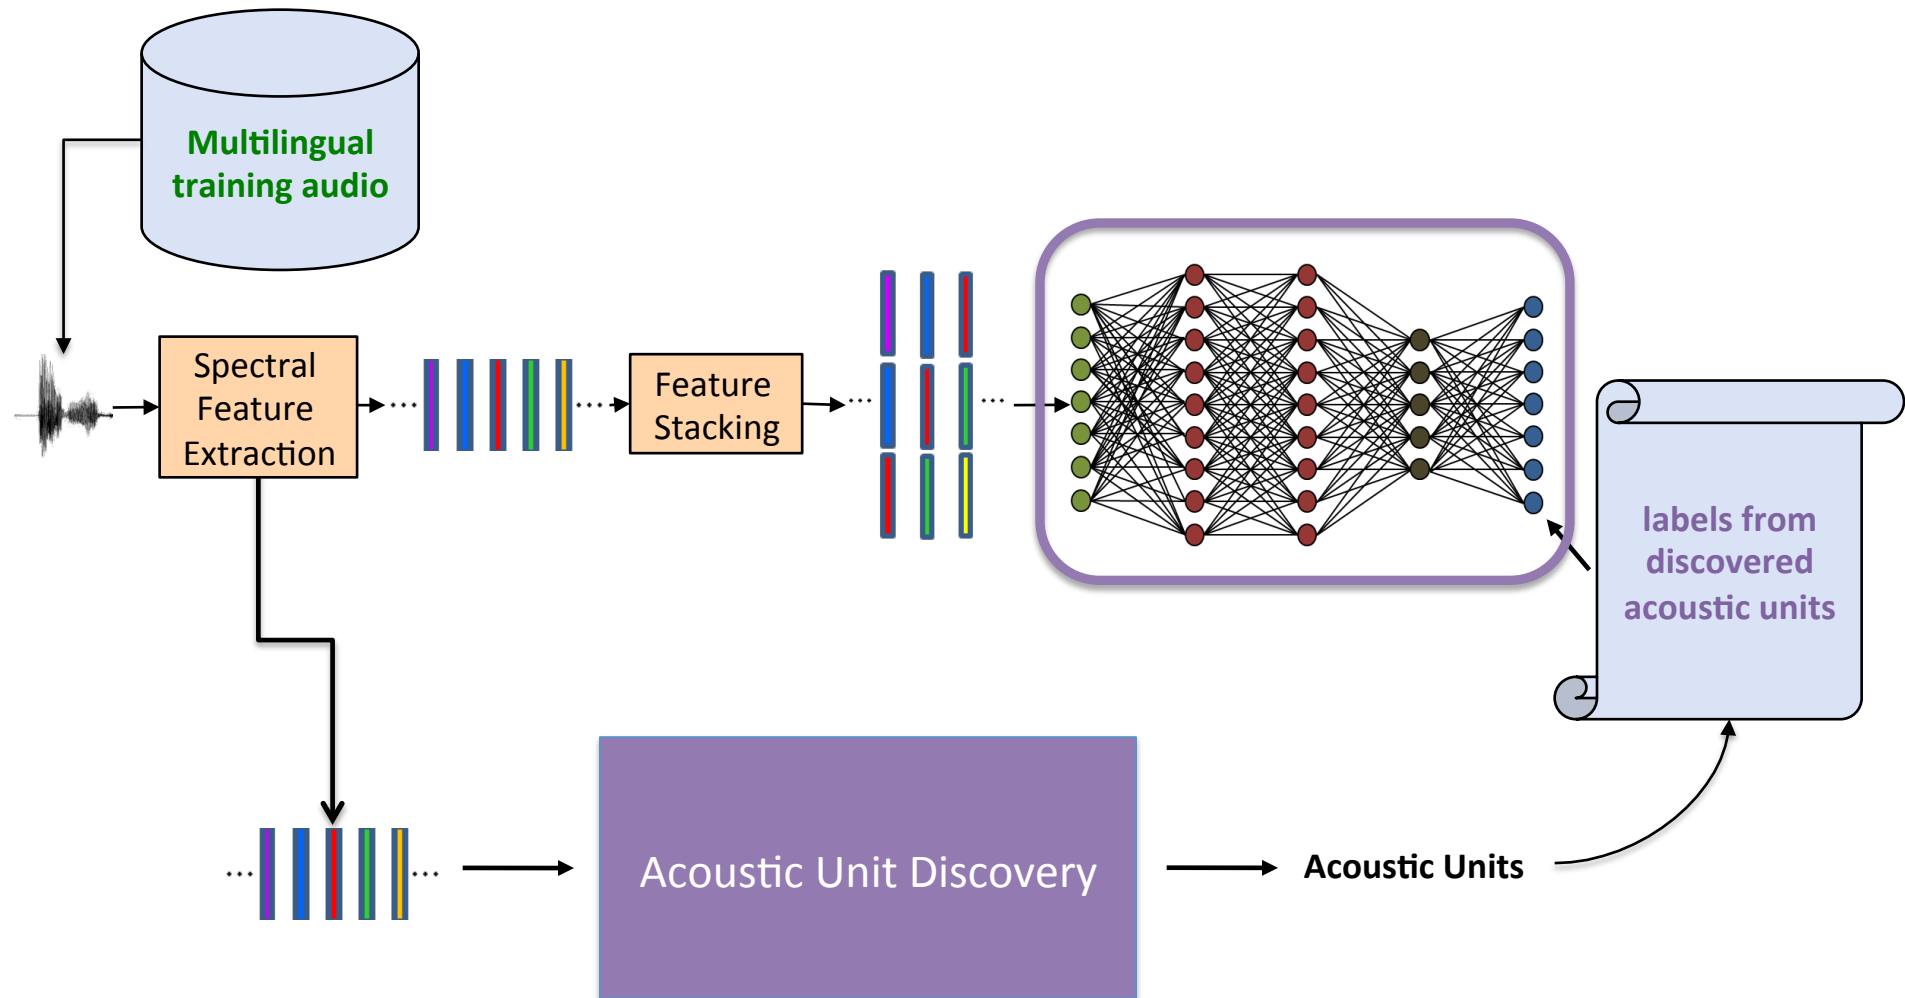 Multilingual
training audio
Spectral
Feature
Extraction
Feature
Stacking
labels from
discovered
acoustic units
Acoustic Unit Discovery
Acoustic Units